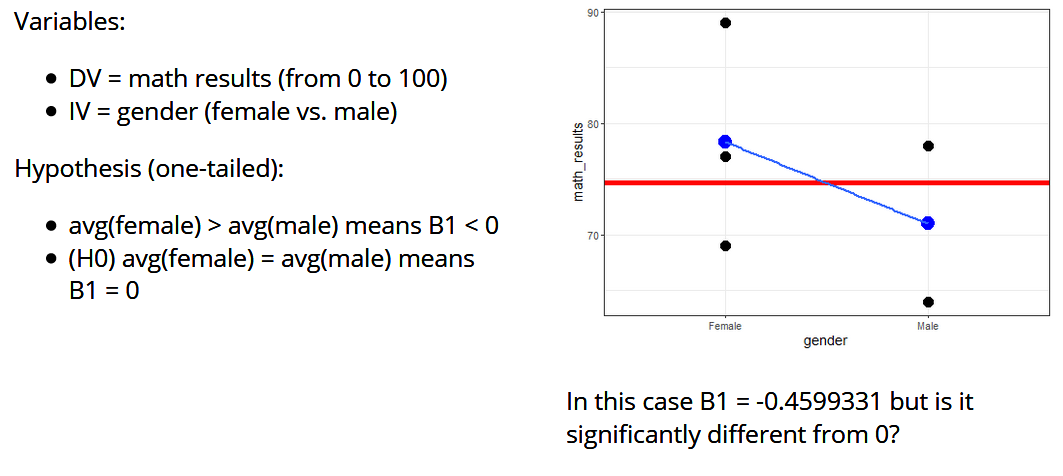 Variables:
• DV = math results (from 0 to 100)
• IV = gender (female vs. male)
Hypothesis (one-tailed):
• avg(female) > avg(male) means B1 < 0
• (H0) avg(female) = avg(male) means
B1 = 0
90
80
70
math_results
Female
Male
gender
In this case B1 = -0.4599331 but is it
significantly different from 0?